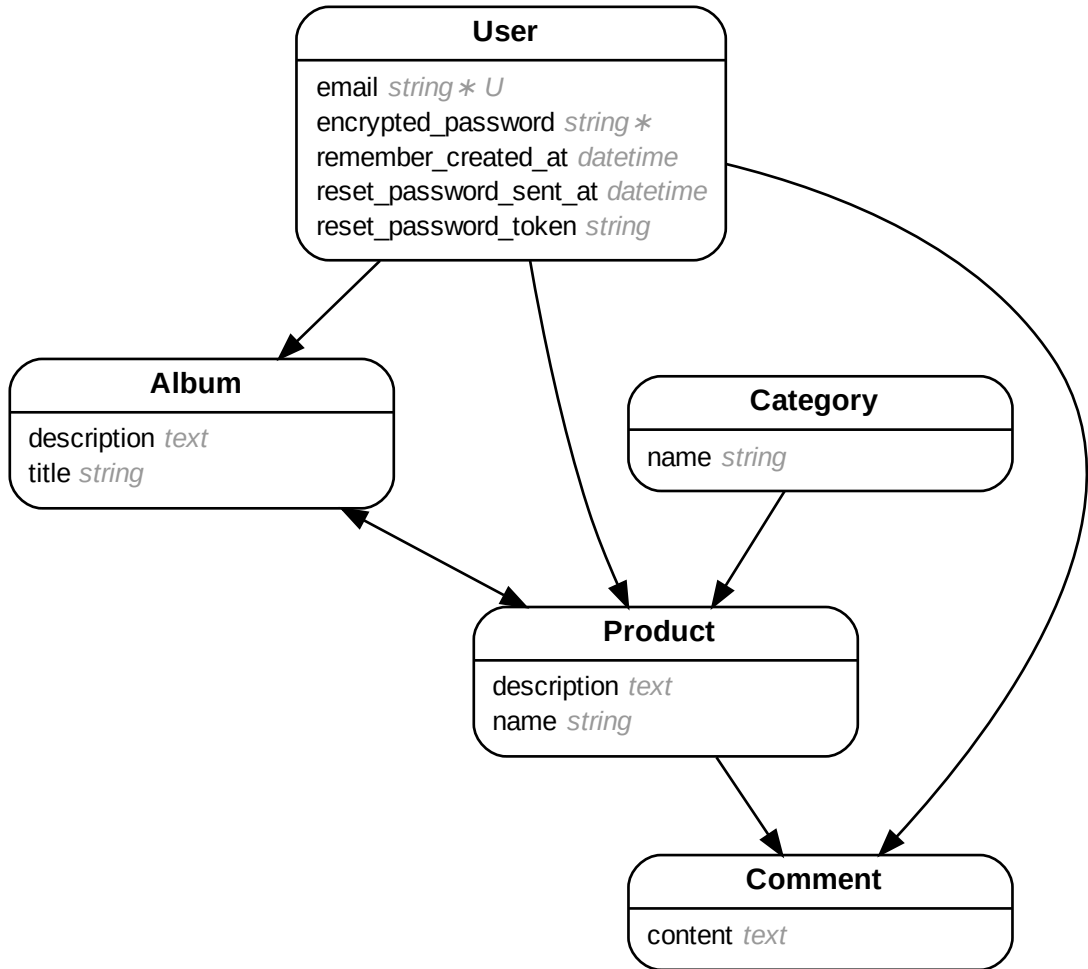 User
email string∗ U
encrypted_password string∗
remember_created_at datetime
reset_password_sent_at datetime
reset_password_token string
Album
description text
title string
Category
name string
Product
description text
name string
Comment
content text